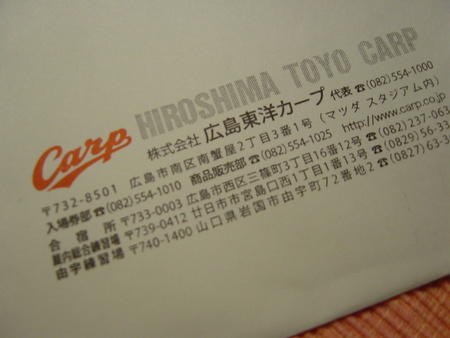 Carp HIROSHIMA TOYO CARP
株式会社 広島東洋カープ 代表 ☎(082)554-1000
〒732-8501 広島市南区南蟹屋2丁目3番1号 (マツダ スタジアム内)
入場券部 ☎(082)554-1010 商品販売部 ☎(082)554-1025 http://www.carp.co.jp
合宿所 〒733-0003 広島市西区三篠町3丁目16番12号 ☎(082)237-063
屋内総合練習場 〒739-0412 廿日市市宮島口西1丁目1番13号 ☎(0829)56-33
由宇練習場 〒740-1400 山口県岩国市由宇町72番地2 ☎(0827)63-3